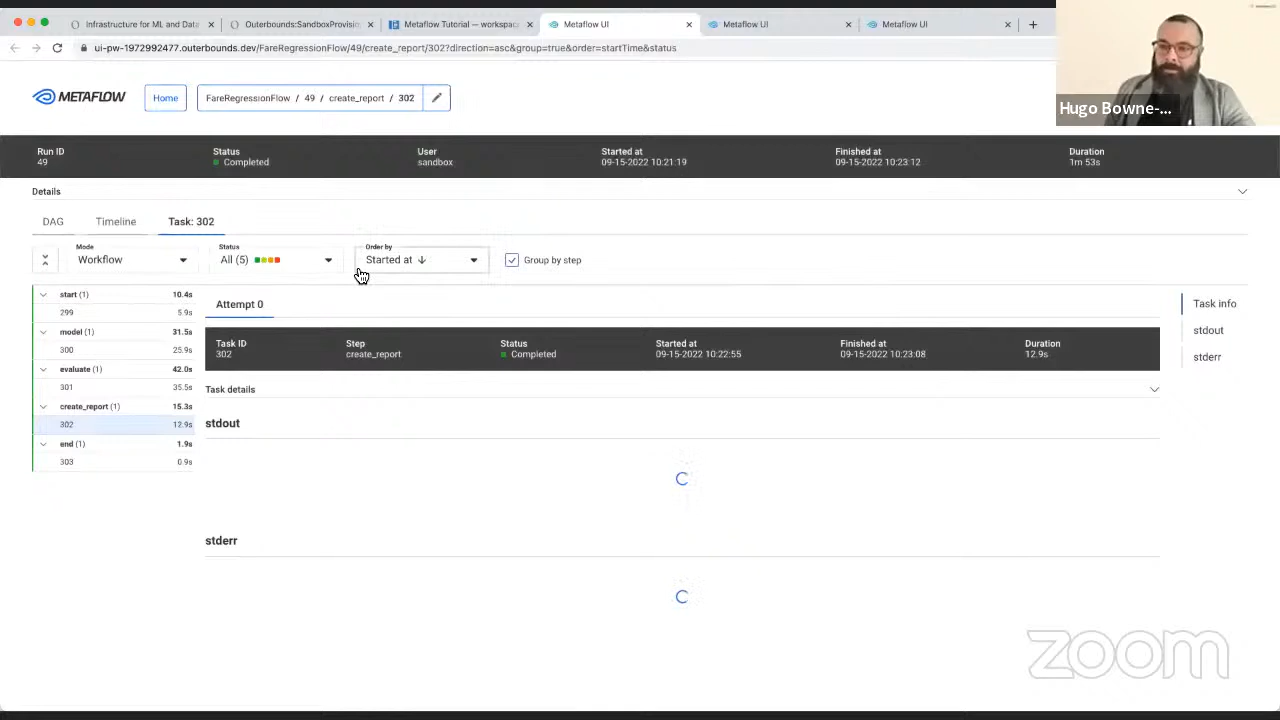 Infrastructure for ML and Data
Outerbounds:SandboxProvisio
Metaflow Tutorial — workspac
Metaflow UI
Metaflow UI
Metaflow UI
ui-pw-1972992477.outerbounds.dev/FareRegressionFlow/49/create_report/302?direction=asc&group=true&order=startTime&status
METAFLOW
Home
FareRegressionFlow / 49 / create_report / 302
Hugo Bowne-...
Run ID
49
Status
Completed
User
sandbox
Started at
09-15-2022 10:21:19
Finished at
09-15-2022 10:23:12
Duration
1m 53s
Details
DAG
Timeline
Task: 302
Mode
Workflow
Status
All (5)
Order by
Started at ↓
Group by step
start (1) 10.4s
299 5.9s
model (1) 31.5s
300 25.9s
evaluate (1) 42.0s
301 35.5s
create_report (1) 15.3s
302 12.9s
end (1) 1.9s
303 0.9s
Attempt 0
Task ID
302
Step
create_report
Status
Completed
Started at
09-15-2022 10:22:55
Finished at
09-15-2022 10:23:08
Duration
12.9s
Task details
stdout
stderr
Task info
stdout
stderr
zoom